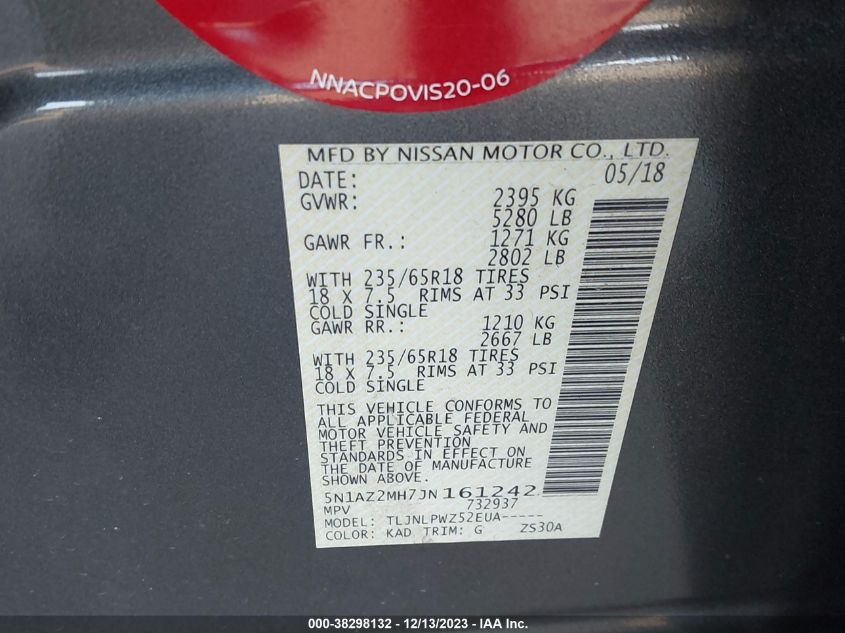 NNACPOVIS20-06
MFD BY NISSAN MOTOR CO., LTD.
DATE: 05/18
GVWR: 2395 KG
5280 LB
GAWR FR.: 1271 KG
2802 LB
WITH 235/65R18 TIRES
18 X 7.5 RIMS AT 33 PSI
COLD SINGLE
GAWR RR.: 1210 KG
2667 LB
WITH 235/65R18 TIRES
18 X 7.5 RIMS AT 33 PSI
COLD SINGLE
THIS VEHICLE CONFORMS TO
ALL APPLICABLE FEDERAL
MOTOR VEHICLE SAFETY AND
THEFT PREVENTION
STANDARDS IN EFFECT ON
THE DATE OF MANUFACTURE
SHOWN ABOVE.
5N1AZ2MH7JN161242
MPV 732937
MODEL: TLJNLPWZ52EUA-----
COLOR: KAD TRIM: G ZS30A
000-38298132 - 12/13/2023 - IAA Inc.